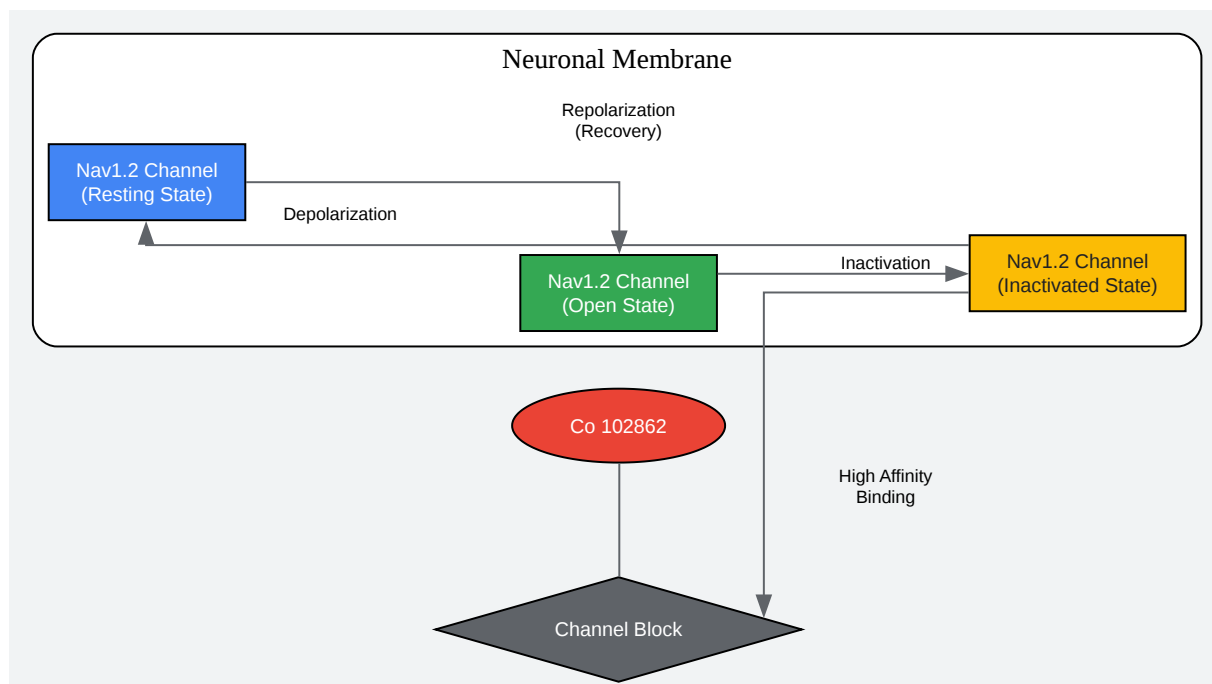 Neuronal Membrane
Repolarization
(Recovery)
Nav1.2 Channel
(Resting State)
Depolarization
Nav1.2 Channel
(Open State)
Inactivation
Nav1.2 Channel
(Inactivated State)
Co 102862
High Affinity
Binding
Channel Block